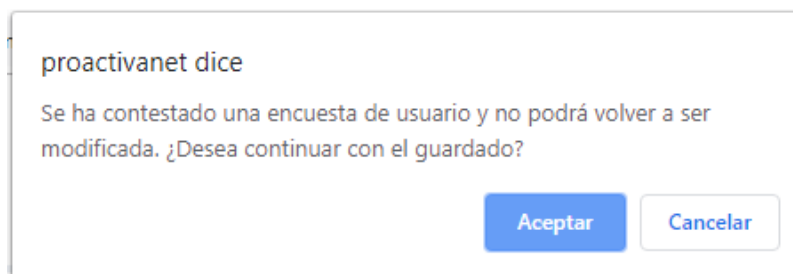 proactivanet dice
Se ha contestado una encuesta de usuario y no podrá volver a ser
modificada. ¿Desea continuar con el guardado?
Aceptar
Cancelar